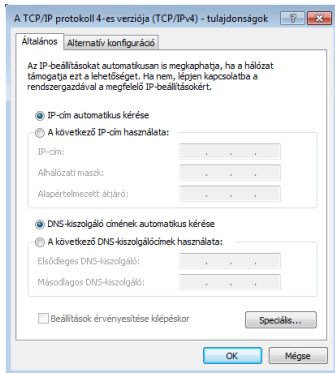 A TCP/IP protokoll 4-es verziója (TCP/IPv4) - tulajdonságok
Általános Alternatív konfiguráció
Az IP-beállításokat automatikusan is megkaphatja, ha a hálózat
támogatja ezt a lehetőséget. Ha nem, lépjen kapcsolatba a
rendszergazdával a megfelelő IP-beállításokért.
IP-cím automatikus kérése
A következő IP-cím használata:
IP-cím:
Alhálózati maszk:
Alapértelmezett átjáró:
DNS-kiszolgáló címének automatikus kérése
A következő DNS-kiszolgálócímek használata:
Elsődleges DNS-kiszolgáló:
Másodlagos DNS-kiszolgáló:
Beállítások érvényesítése kilépéskor
Speciális...
OK Mégse